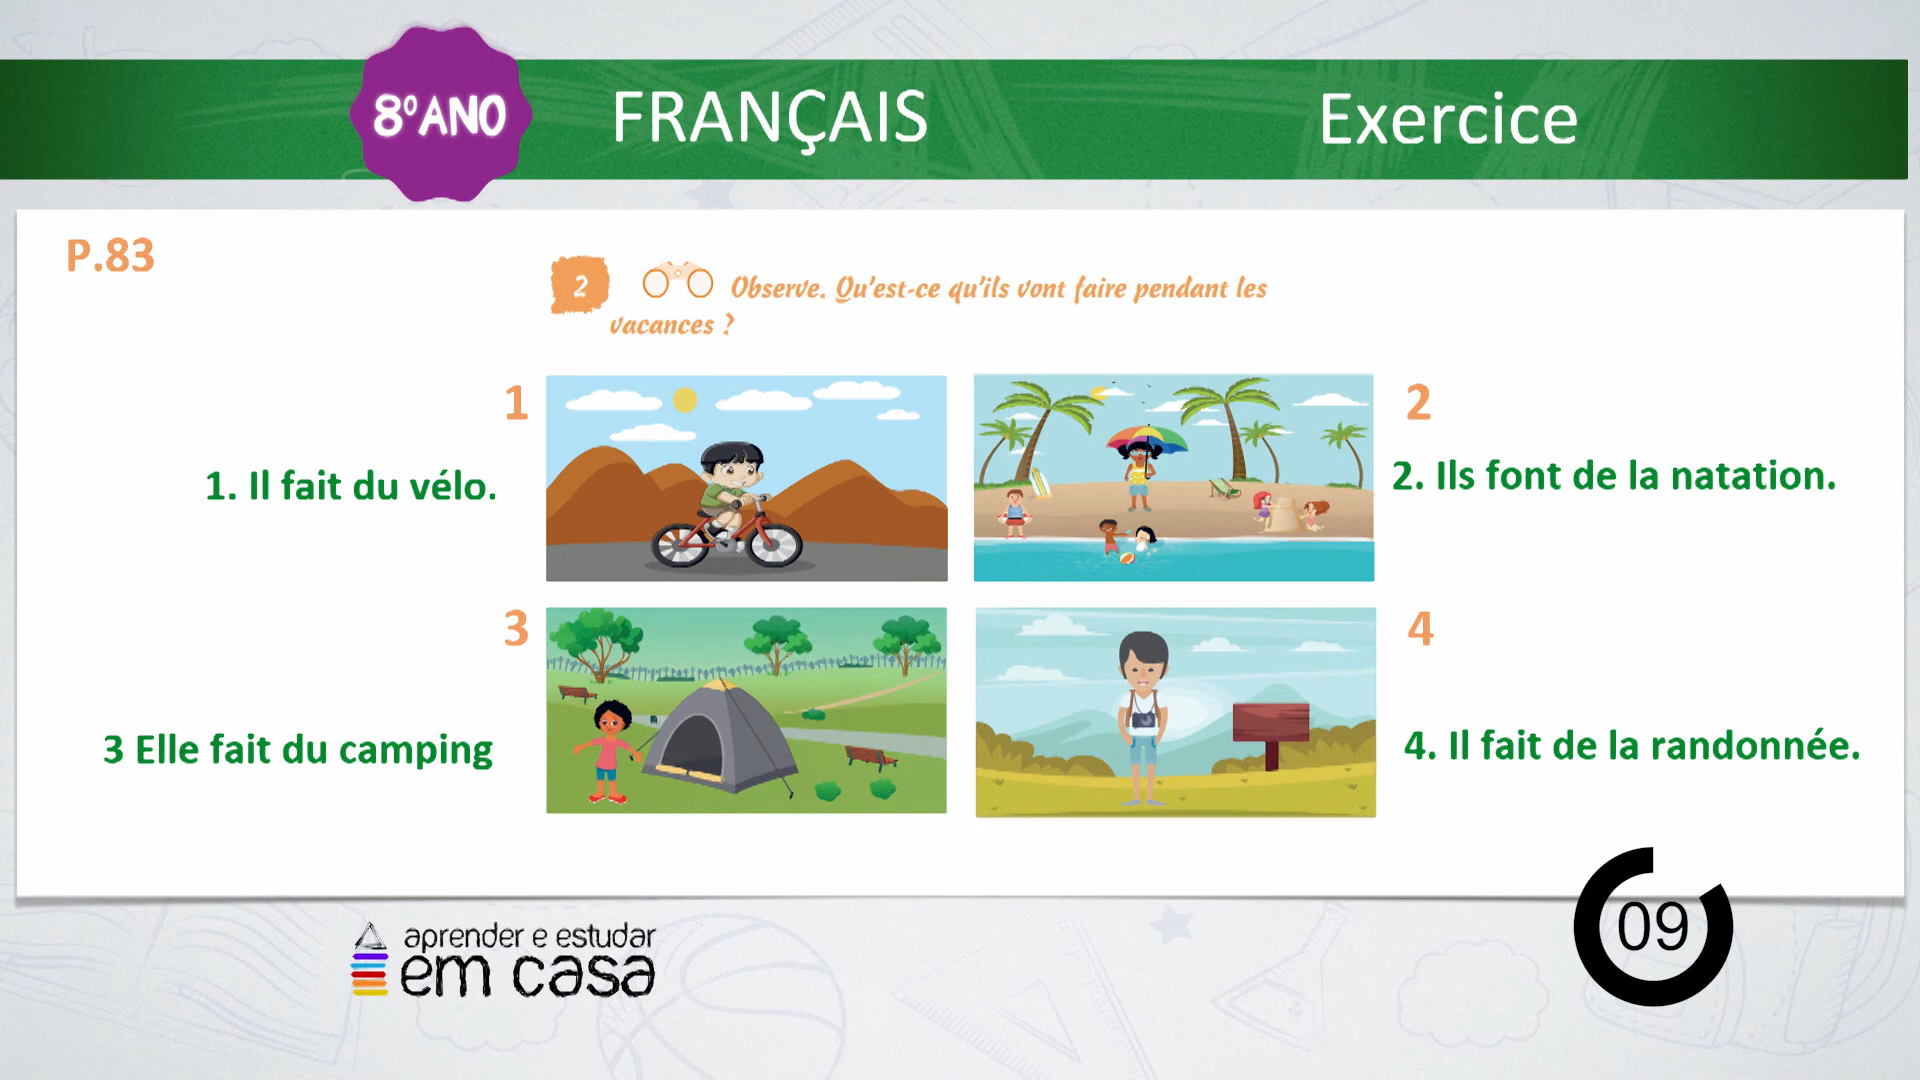 8ºANO
FRANÇAIS
Exercice
P.83
2 Observe. Qu'est-ce qu'ils vont faire pendant les
vacances ?
1
2
1. Il fait du vélo.
2. Ils font de la natation.
3
4
3 Elle fait du camping
4. Il fait de la randonnée.
aprender e estudar
em casa
09